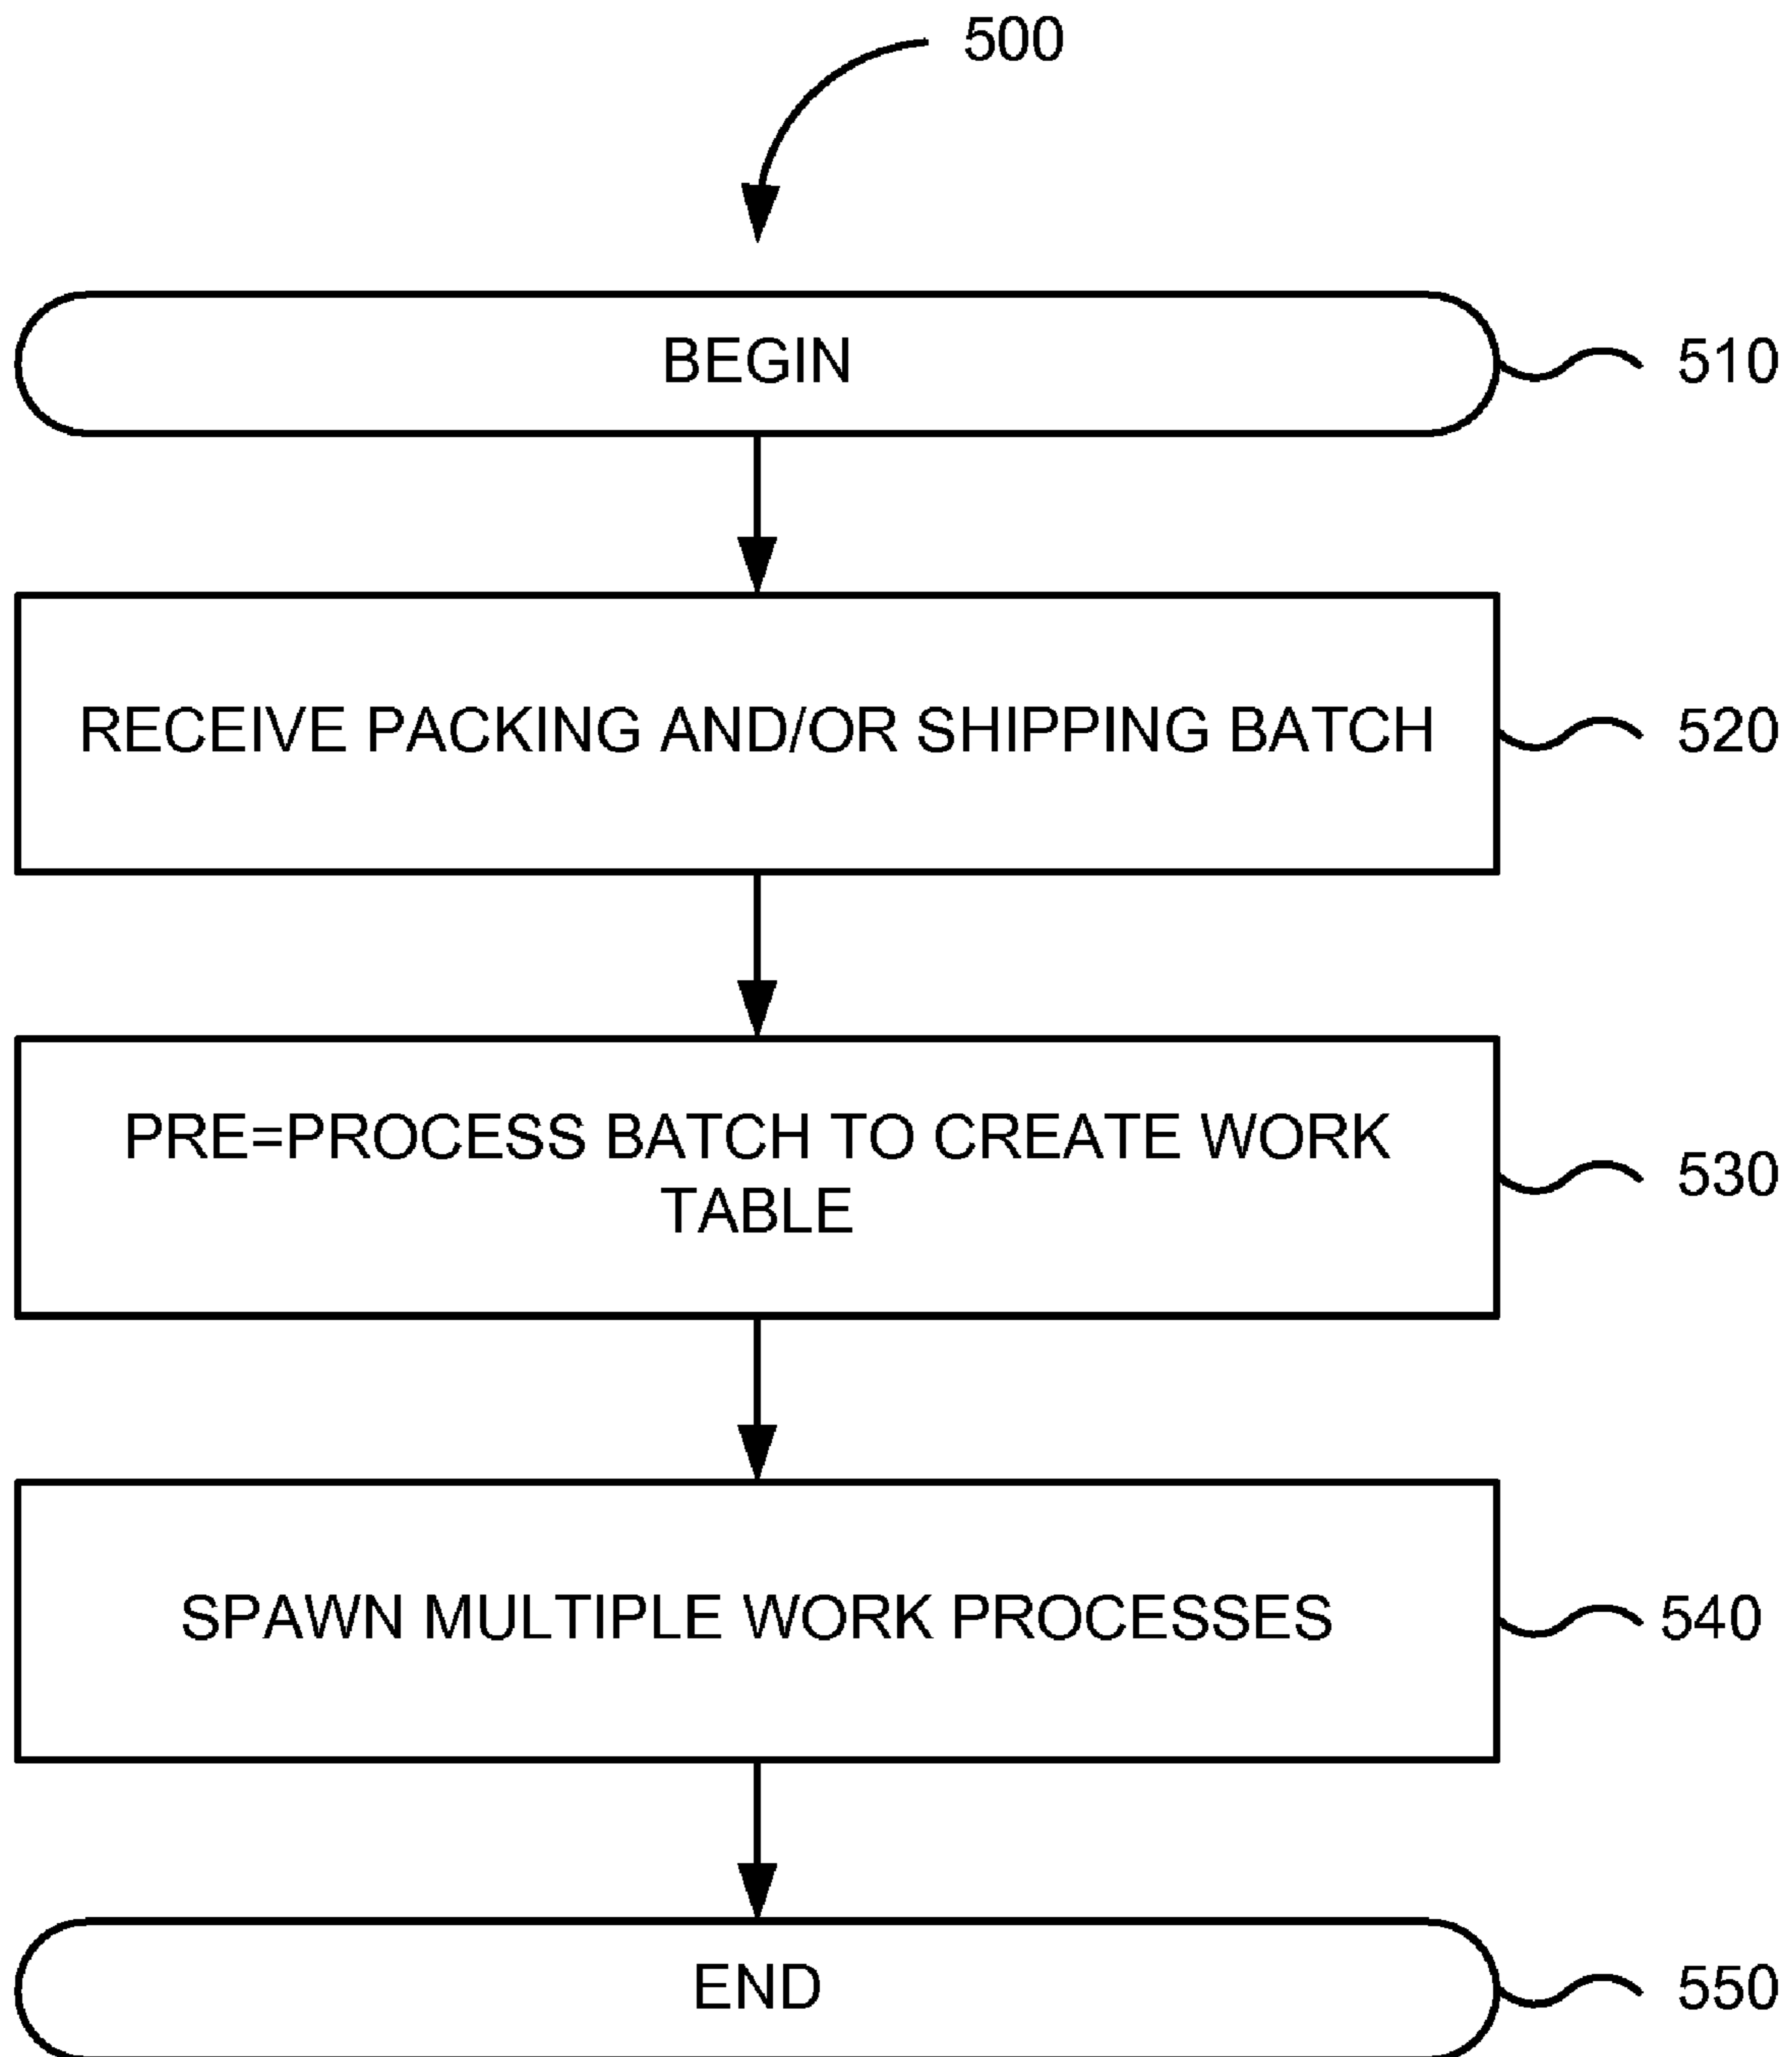 500
BEGIN
510
RECEIVE PACKING AND/OR SHIPPING BATCH
520
PRE=PROCESS BATCH TO CREATE WORK
TABLE
530
SPAWN MULTIPLE WORK PROCESSES
540
END
550